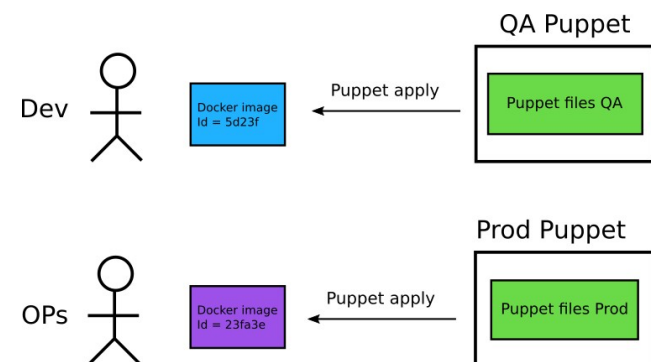 QA Puppet
Dev
Docker image
Id = 5d23f
Puppet apply
Puppet files QA
Prod Puppet
OPs
Docker image
Id = 23fa3e
Puppet apply
Puppet files Prod